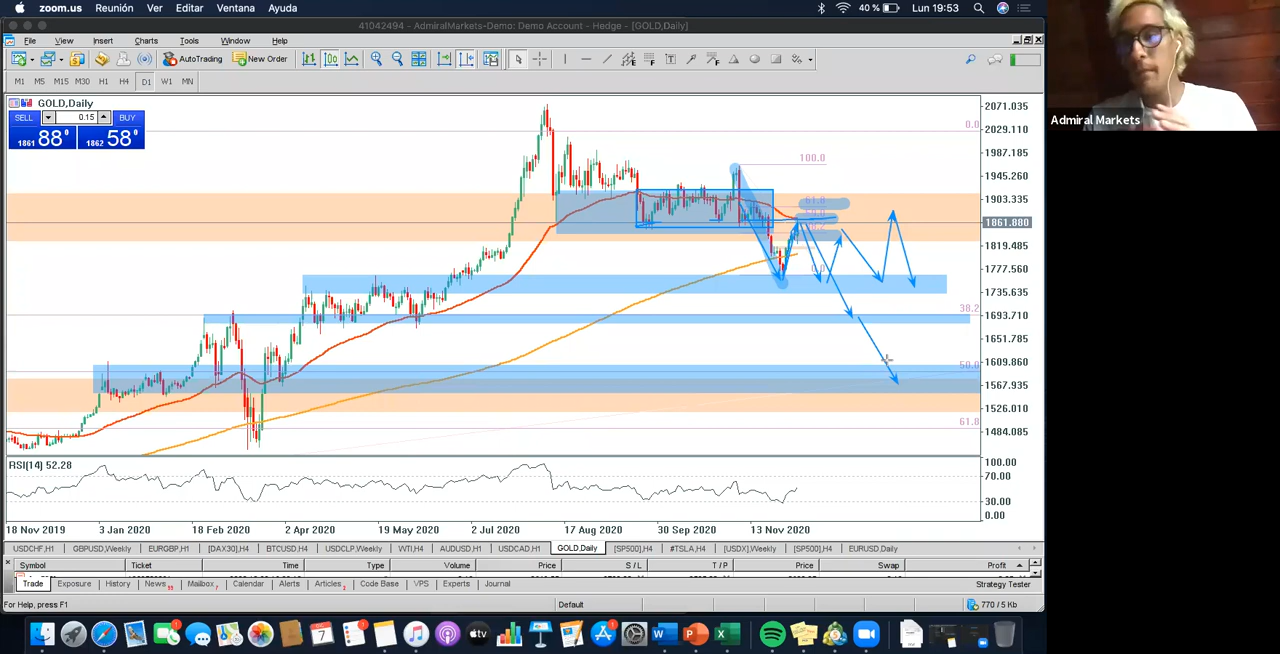 zoom.us Reunión Ver Editar Ventana Ayuda 40 % Lun 19:53
41042494 - AdmiralMarkets-Demo: Demo Account - Hedge - [GOLD,Daily]
File View Insert Charts Tools Window Help
AutoTrading New Order
M1 M5 M15 M30 H1 H4 D1 W1 MN
GOLD,Daily
SELL 0.15 BUY
1861 88 0 1862 58 0
Admiral Markets
2071.035
2029.110
1987.185
1945.260
1903.335
1861.880
1819.485
1777.560
1735.635
1693.710
1651.785
1609.860
1567.935
1526.010
1484.085
0.0
100.0
61.8
0.0
38.2
50.0
61.8
RSI(14) 52.28
100.00
70.00
30.00
0.00
18 Nov 2019 3 Jan 2020 18 Feb 2020 2 Apr 2020 19 May 2020 2 Jul 2020 17 Aug 2020 30 Sep 2020 13 Nov 2020
USDCHF,H1 GBPUSD,Weekly EURGBP,H1 [DAX30],H4 BTCUSD,H4 USDCLP,Weekly WTI,H4 AUDUSD,H1 USDCAD,H1 GOLD,Daily [SP500],H4 #TSLA,H4 [USDX],Weekly [SP500],H4 EURUSD,Daily
Symbol Ticket Time Type Volume Price S / L T / P Price Swap Profit
Trade Exposure History News Mailbox Calendar Alerts Articles Code Base VPS Experts Journal Strategy Tester
For Help, press F1 Default 770 / 5 Kb